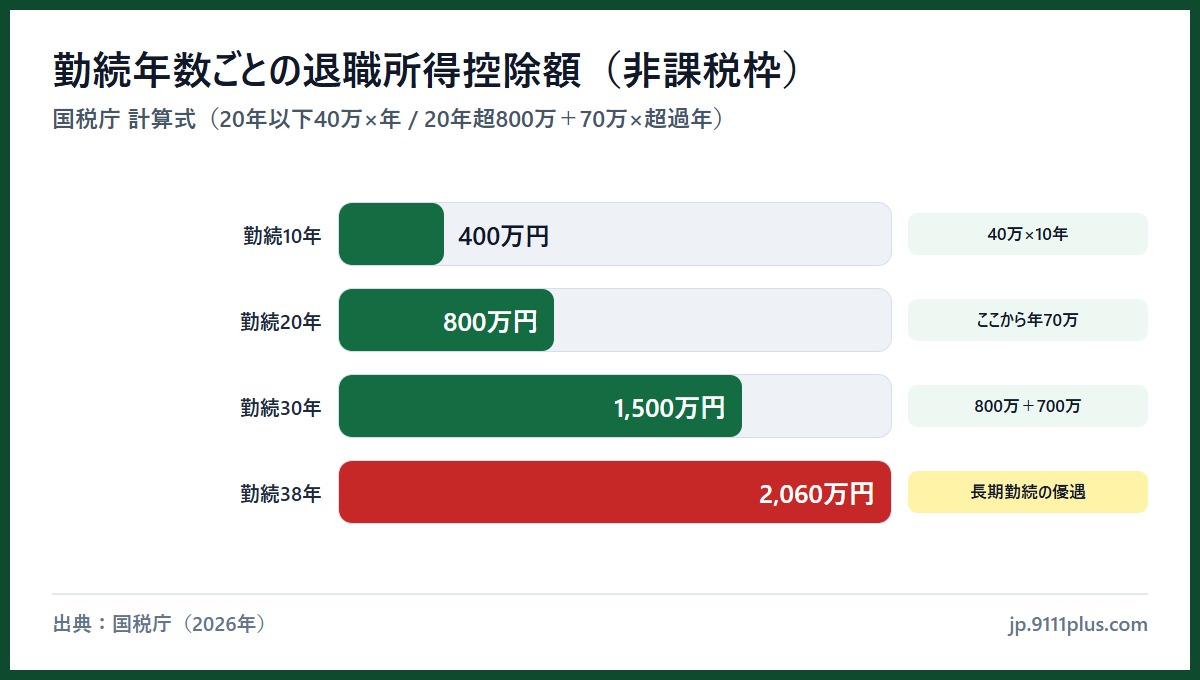 勤続年数ごとの退職所得控除額（非課税枠）
国税庁 計算式（20年以下40万×年 / 20年超800万＋70万×超過年）
勤続10年 400万円 40万×10年
勤続20年 800万円 ここから年70万
勤続30年 1,500万円 800万＋700万
勤続38年 2,060万円 長期勤続の優遇
出典：国税庁（2026年） jp.9111plus.com